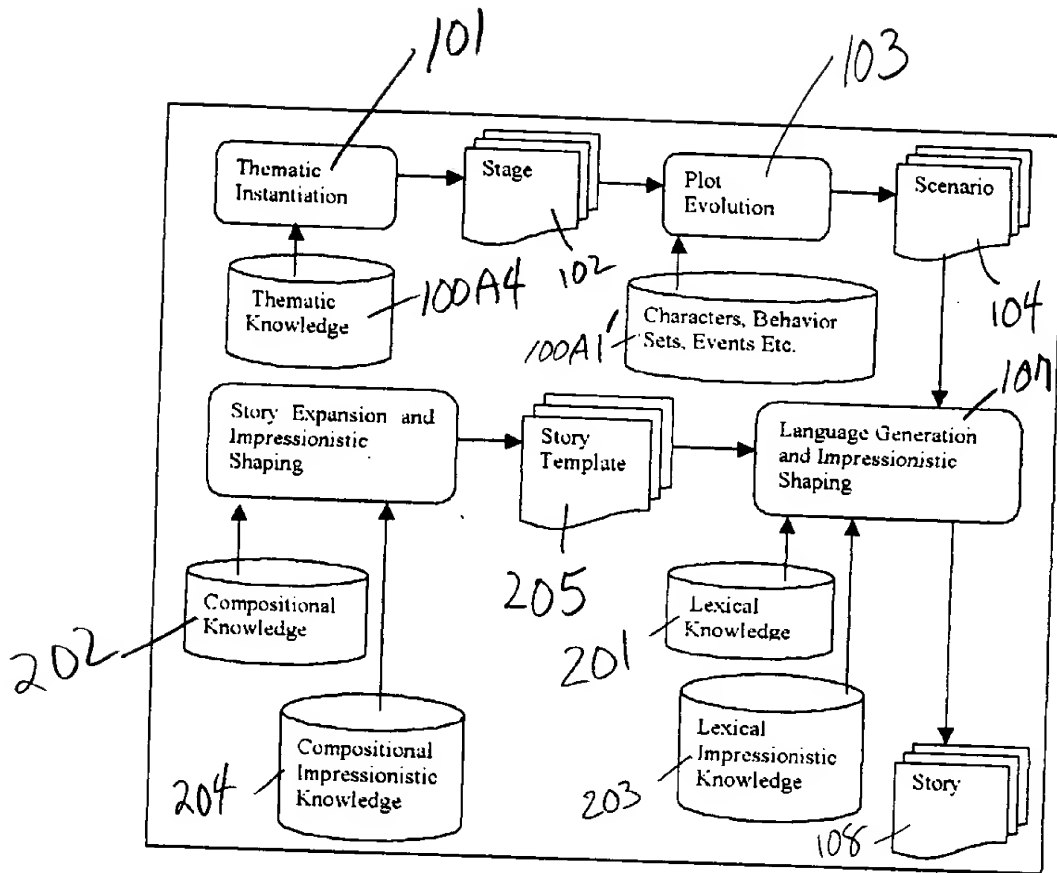 101
103
Thematic
Instantiation
Stage
Plot
Evolution
Scenario
102
104
Thematic
Knowledge
100A4
Characters, Behavior
Sets, Events Etc.
100A1'
107
Story Expansion and
Impressionistic
Shaping
Story
Template
Language Generation
and Impressionistic
Shaping
205
Compositional
Knowledge
202
Lexical
Knowledge
201
Compositional
Impressionistic
Knowledge
204
Lexical
Impressionistic
Knowledge
203
Story
108